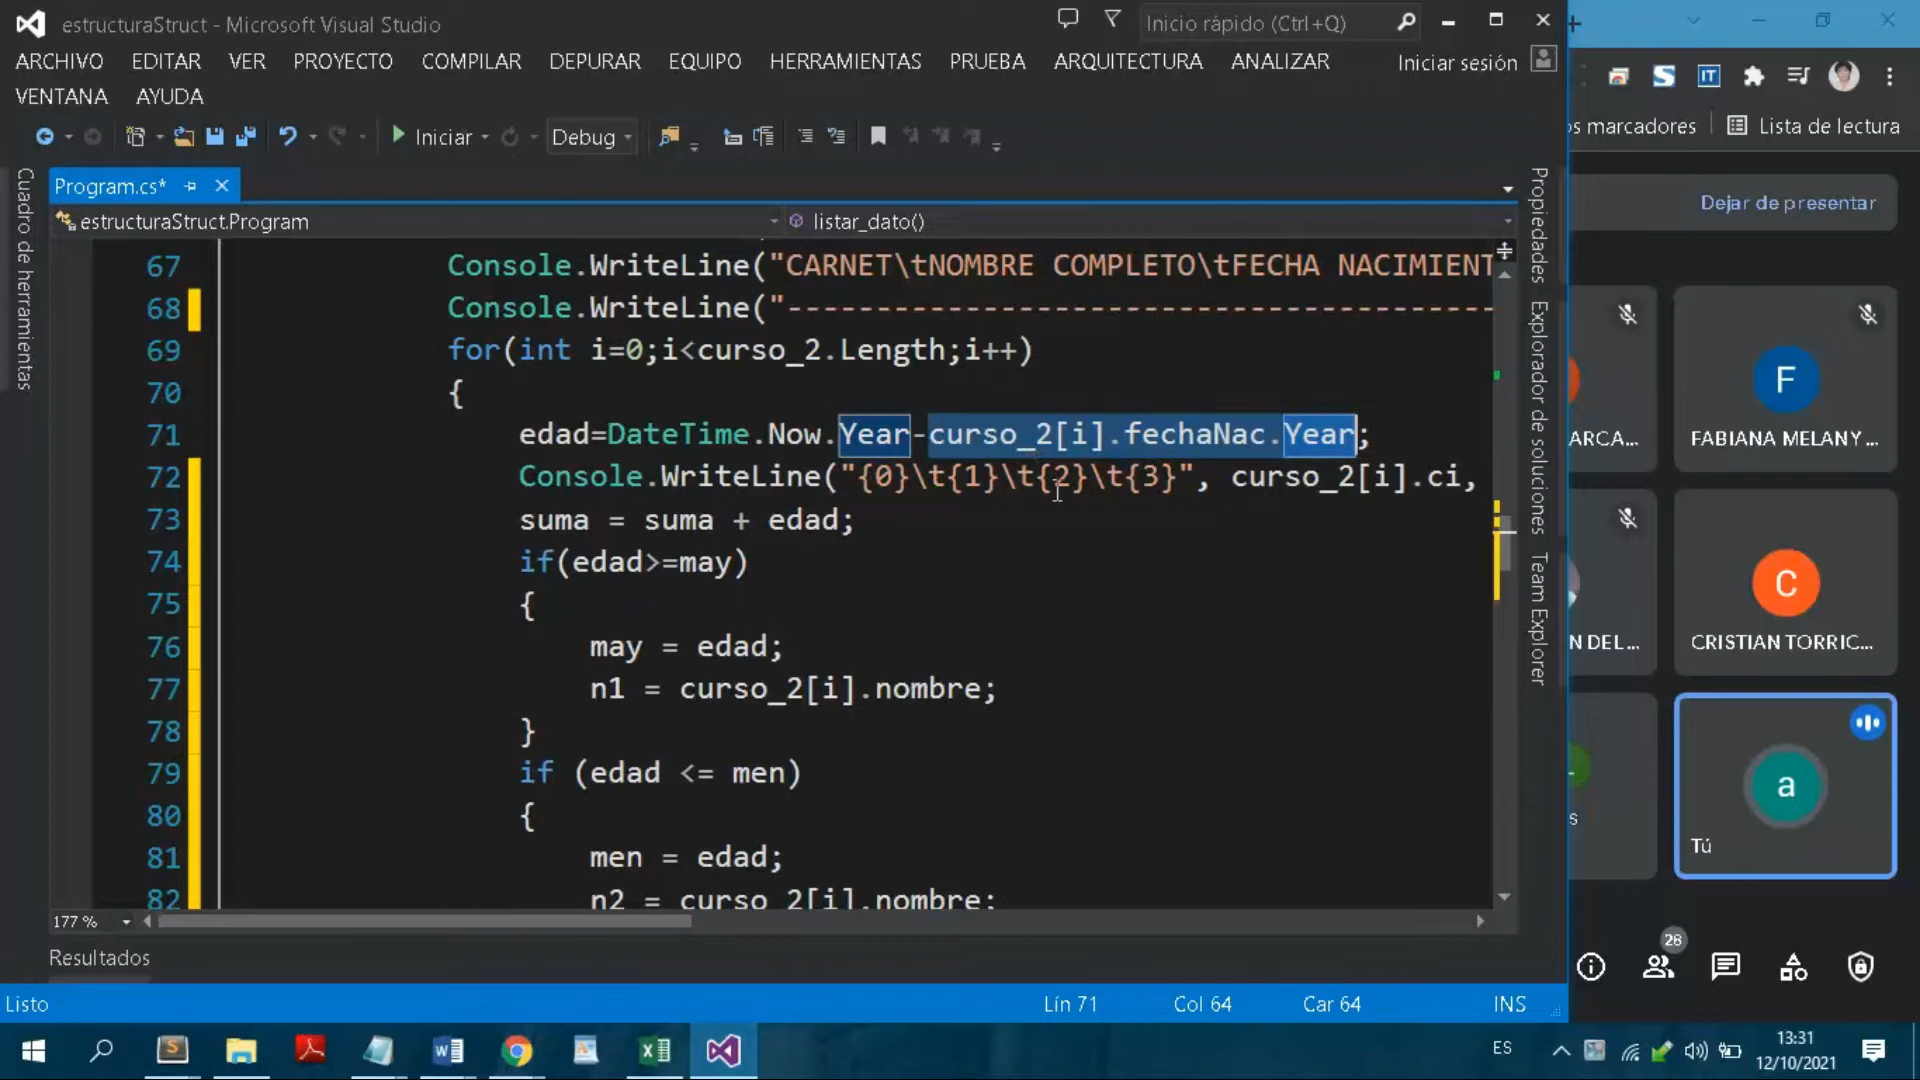 estructuraStruct - Microsoft Visual Studio
Inicio rápido (Ctrl+Q)
ARCHIVO EDITAR VER PROYECTO COMPILAR DEPURAR EQUIPO HERRAMIENTAS PRUEBA ARQUITECTURA ANALIZAR
Iniciar sesión
VENTANA AYUDA
Iniciar
Debug
Program.cs*
estructuraStruct.Program
listar_dato()
Cuadro de herramientas
67 Console.WriteLine("CARNET\tNOMBRE COMPLETO\tFECHA NACIMIENT
68 Console.WriteLine("----------------------------------------
69 for(int i=0;i<curso_2.Length;i++)
70 {
71 edad=DateTime.Now.Year-curso_2[i].fechaNac.Year;
72 Console.WriteLine("{0}\t{1}\t{2}\t{3}", curso_2[i].ci,
73 suma = suma + edad;
74 if(edad>=may)
75 {
76 may = edad;
77 n1 = curso_2[i].nombre;
78 }
79 if (edad <= men)
80 {
81 men = edad;
82 n2 = curso_2[i].nombre;
177 %
Propiedades
Explorador de soluciones
Team Explorer
Resultados
Listo
Lín 71
Col 64
Car 64
INS
IT
os marcadores
Lista de lectura
Dejar de presentar
F
ARCA...
FABIANA MELANY ...
C
N DEL...
CRISTIAN TORRIC...
s
a
Tú
28
ES
13:31
12/10/2021